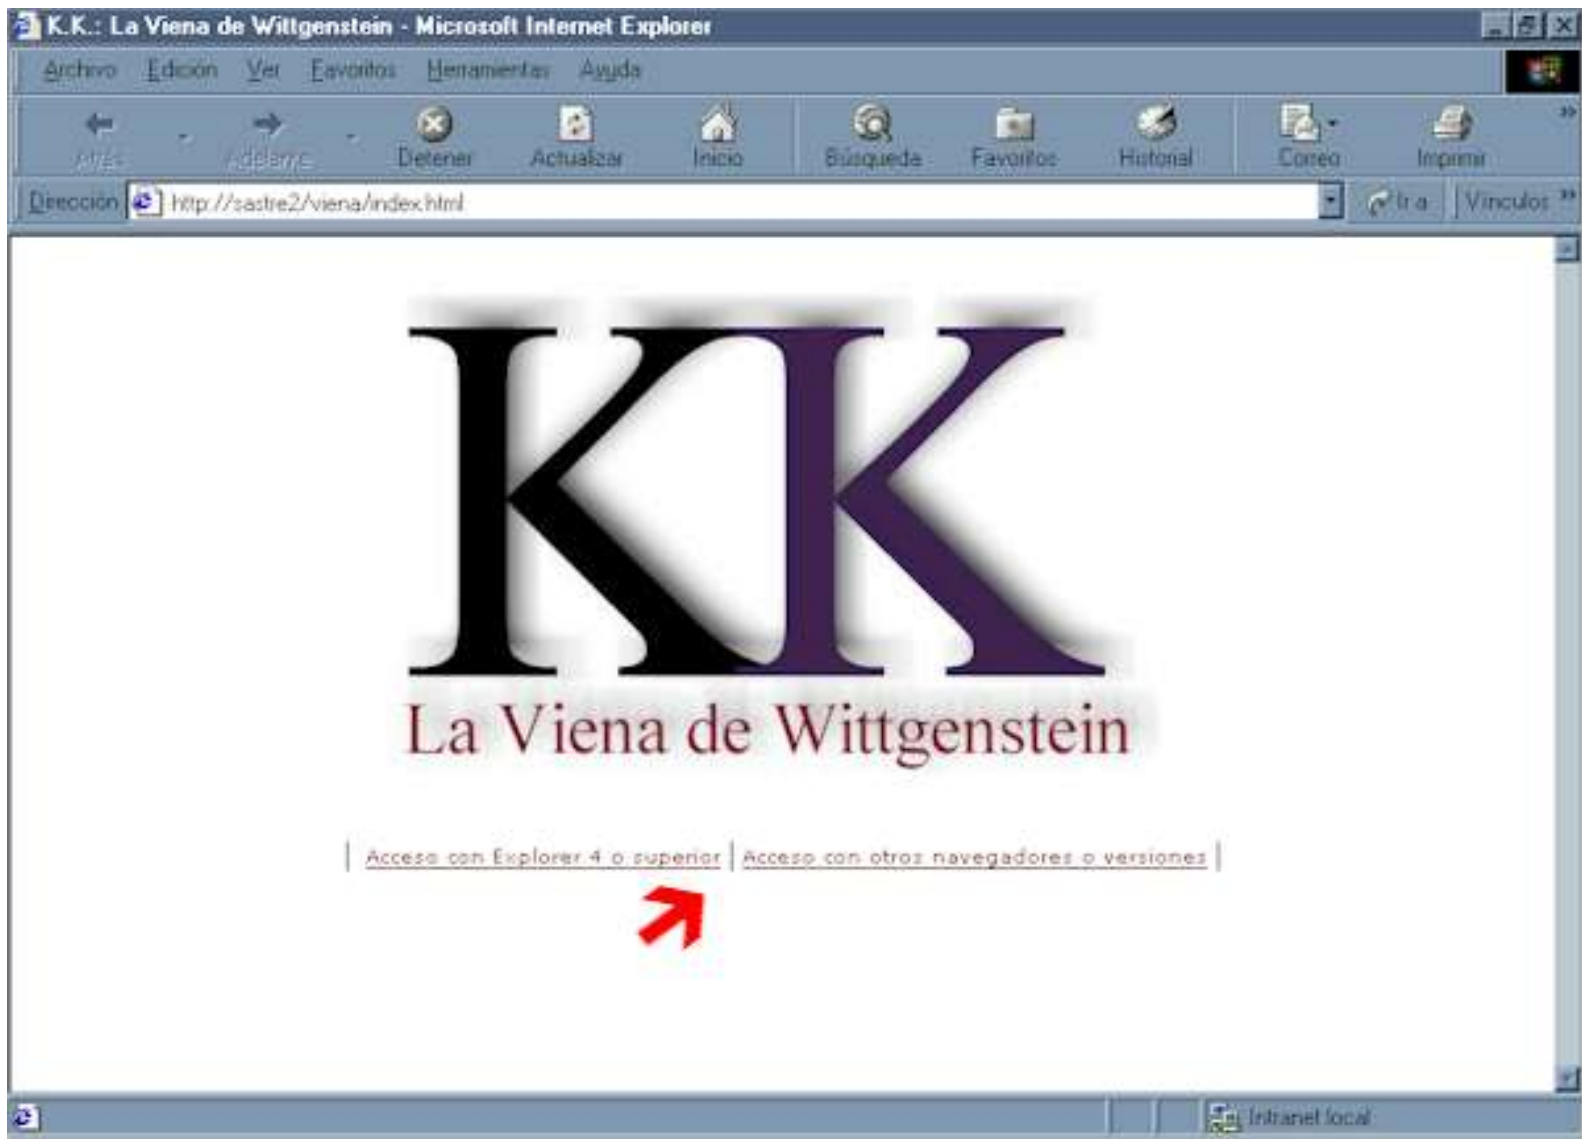 K.K.: La Viena de Wittgenstein - Microsoft Internet Explorer
Archivo Edición Ver Favoritos Herramientas Ayuda
Atrás Adelante Detener Actualizar Inicio Búsqueda Favoritos Historial Correo Imprimir
Dirección http://sastre2/viena/index.html Ir a Vínculos
KK
La Viena de Wittgenstein
| Acceso con Explorer 4 o superior | Acceso con otros navegadores o versiones |
Intranet local